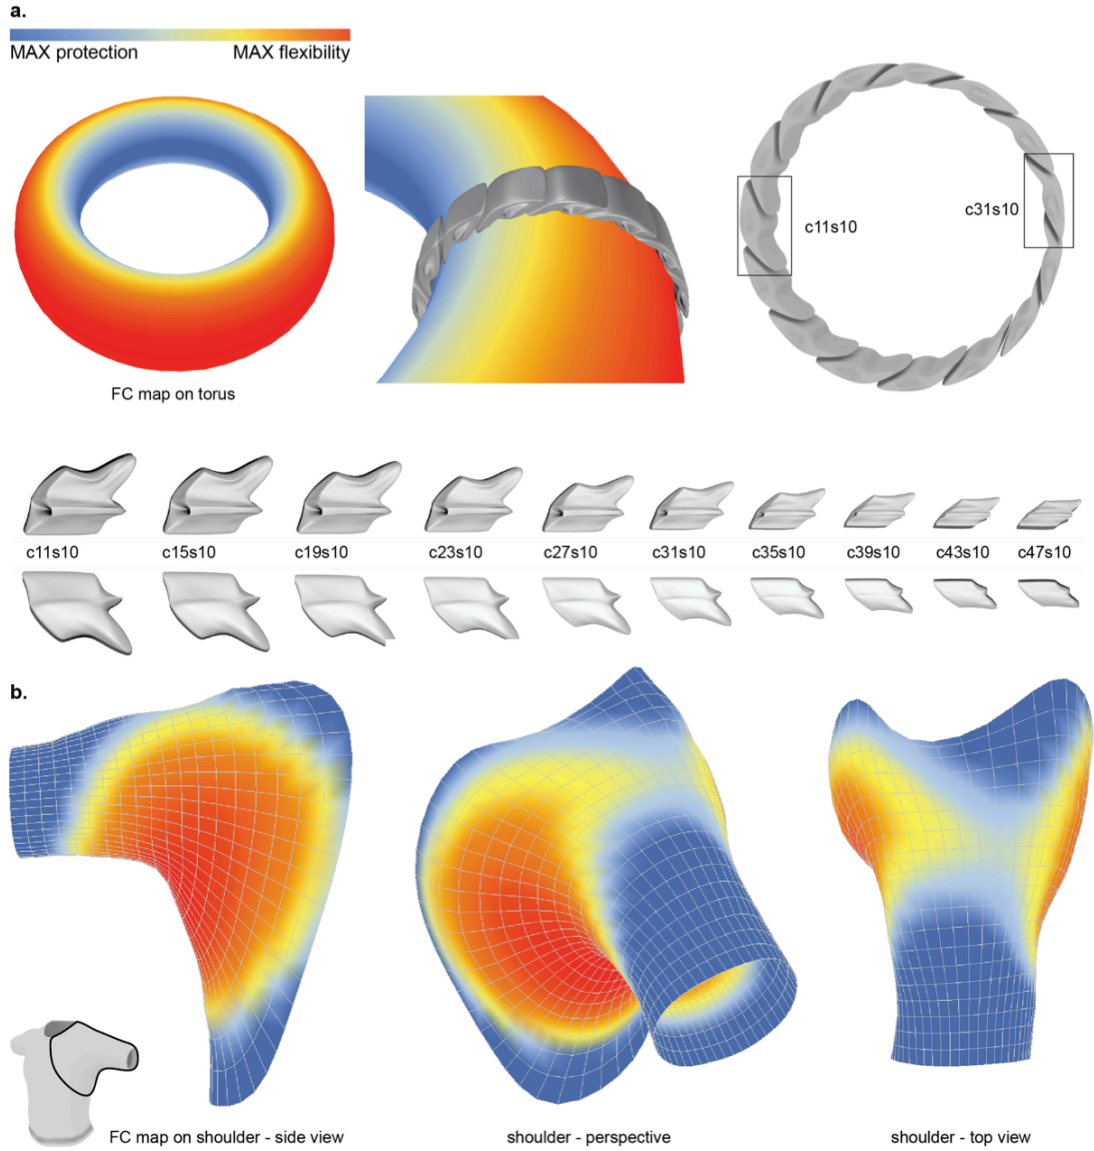 a.
MAX protection
MAX flexibility
c11s10
c31s10
FC map on torus
c11s10
c15s10
c19s10
c23s10
c27s10
c31s10
c35s10
c39s10
c43s10
c47s10
b.
FC map on shoulder - side view
shoulder - perspective
shoulder - top view